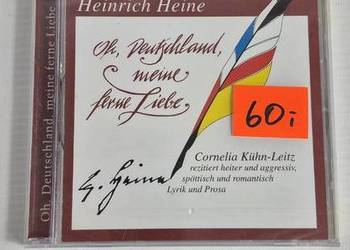 Heinrich Heine
Oh, Deutschland,
meine
ferne Liebe
60,-
Cornelia Kühn-Leitz
rezitiert heiter und aggressiv,
spöttisch und romantisch
Lyrik und Prosa
H. Heine
Oh, Deutschland, meine ferne Liebe